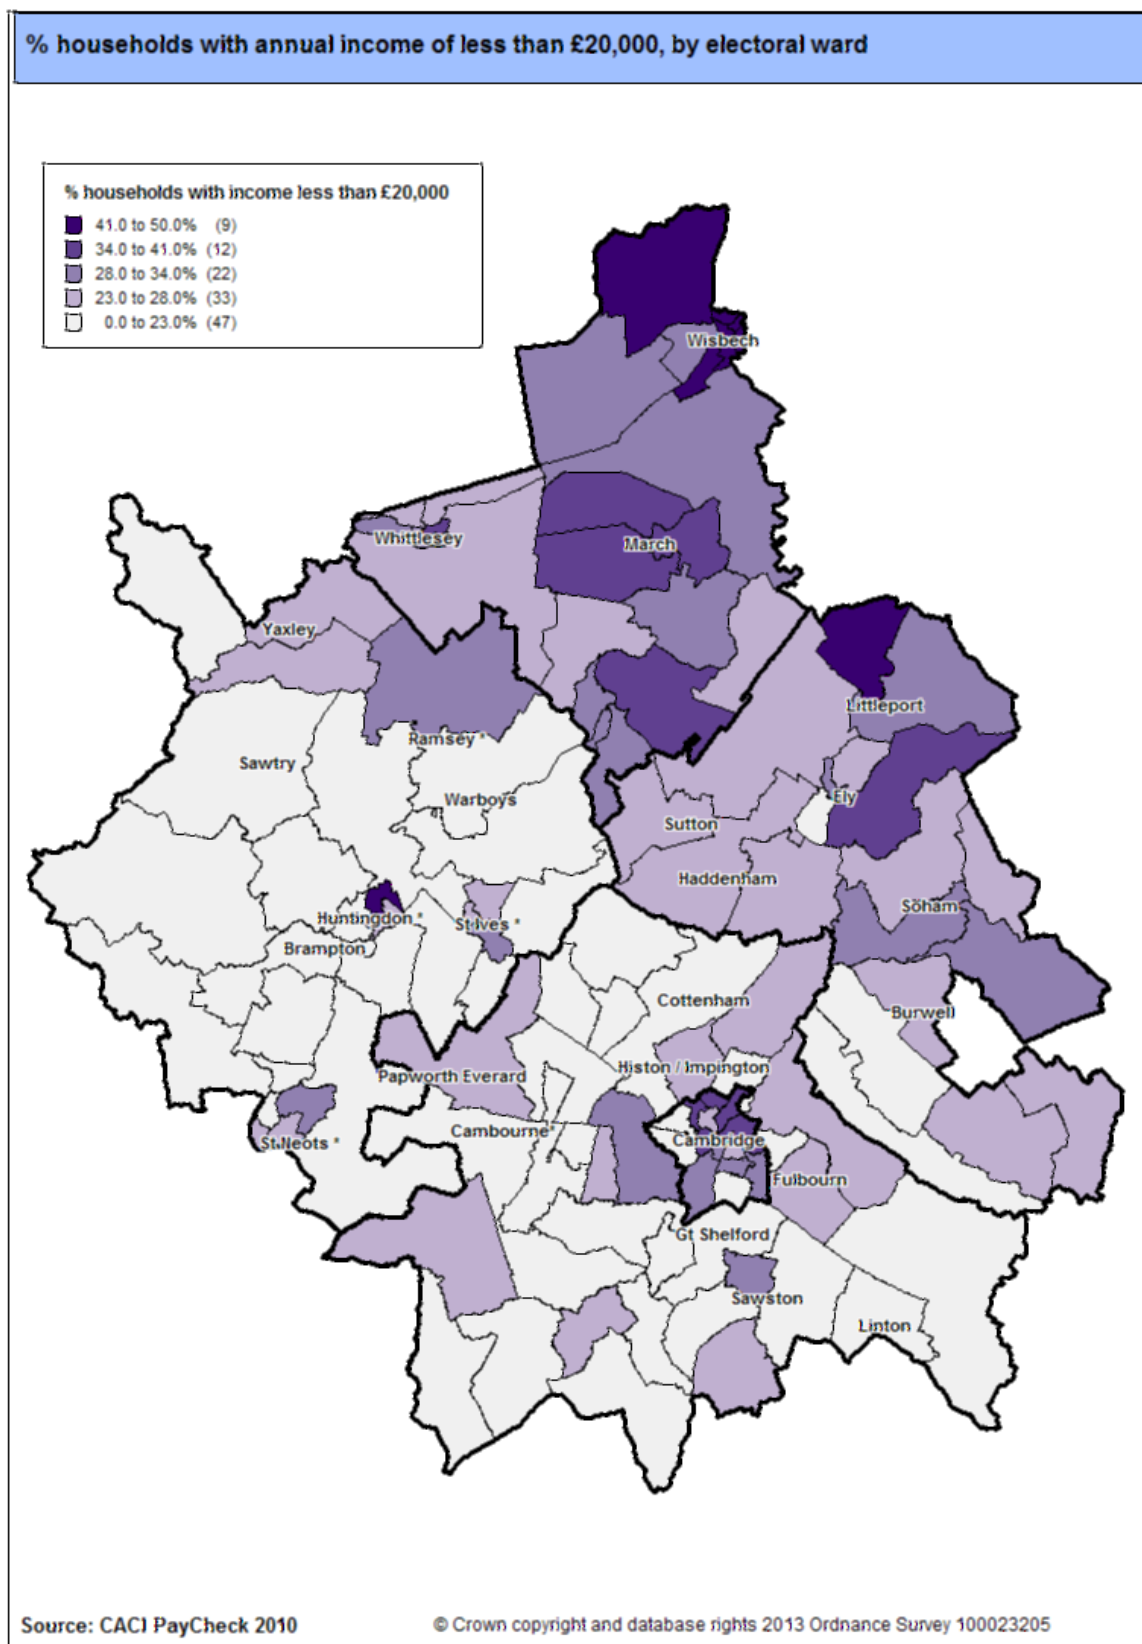 % households with annual income of less than £20,000, by electoral ward
% households with income less than £20,000
41.0 to 50.0% (9)
34.0 to 41.0% (12)
28.0 to 34.0% (22)
23.0 to 28.0% (33)
0.0 to 23.0% (47)
Wisbech
Whittlesey
March
Yaxley
Littleport
Ramsey *
Sawtry
Warboys
Ely
Sutton
Haddenham
Soham
Huntingdon *
St Ives *
Brampton
Cottenham
Burwell
Histon / Impington
Papworth Everard
Cambourne*
Cambridge
St Neots *
Fulbourn
Gt Shelford
Sawston
Linton
Source: CACI PayCheck 2010
© Crown copyright and database rights 2013 Ordnance Survey 100023205